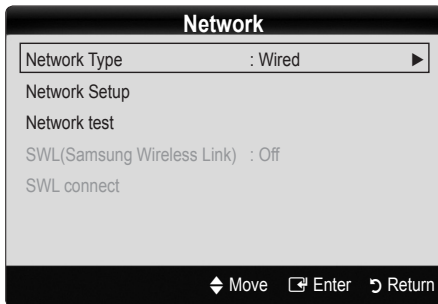 Network
Network Type : Wired ▶
Network Setup
Network test
SWL(Samsung Wireless Link) : Off
SWL connect
Move Enter Return